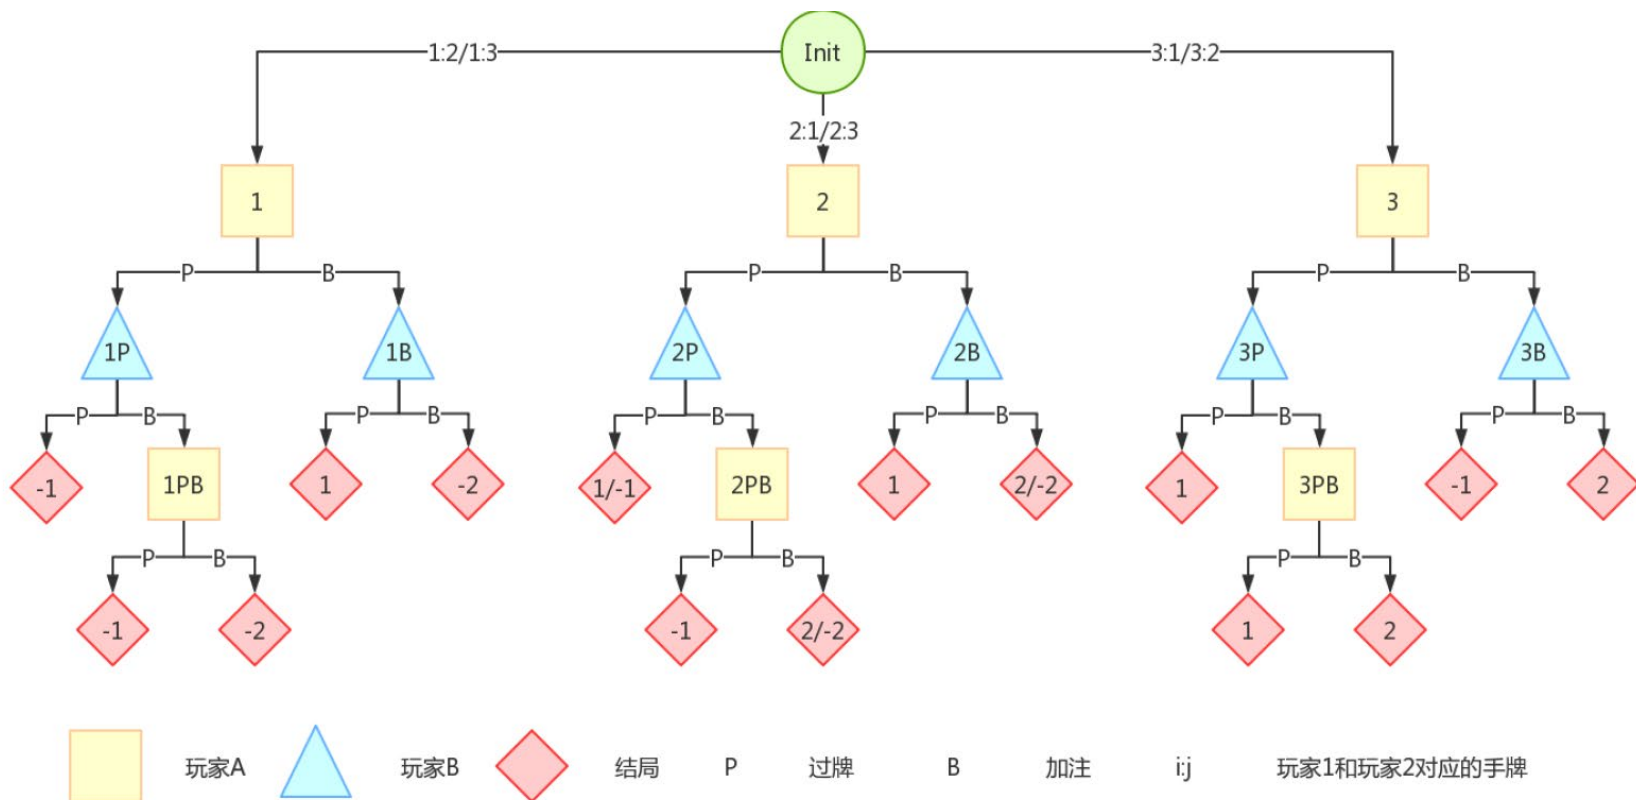 Init
1:2/1:3
3:1/3:2
2:1/2:3
1
2
3
P B P B P B
1P 1B 2P 2B 3P 3B
P B P B P B P B P B P B
-1 1PB 1 -2 1/-1 2PB 1 2/-2 1 3PB -1 2
P B P B P B
-1 -2 -1 2/-2 1 2
玩家A 玩家B 结局 P 过牌 B 加注 i:j 玩家1和玩家2对应的手牌